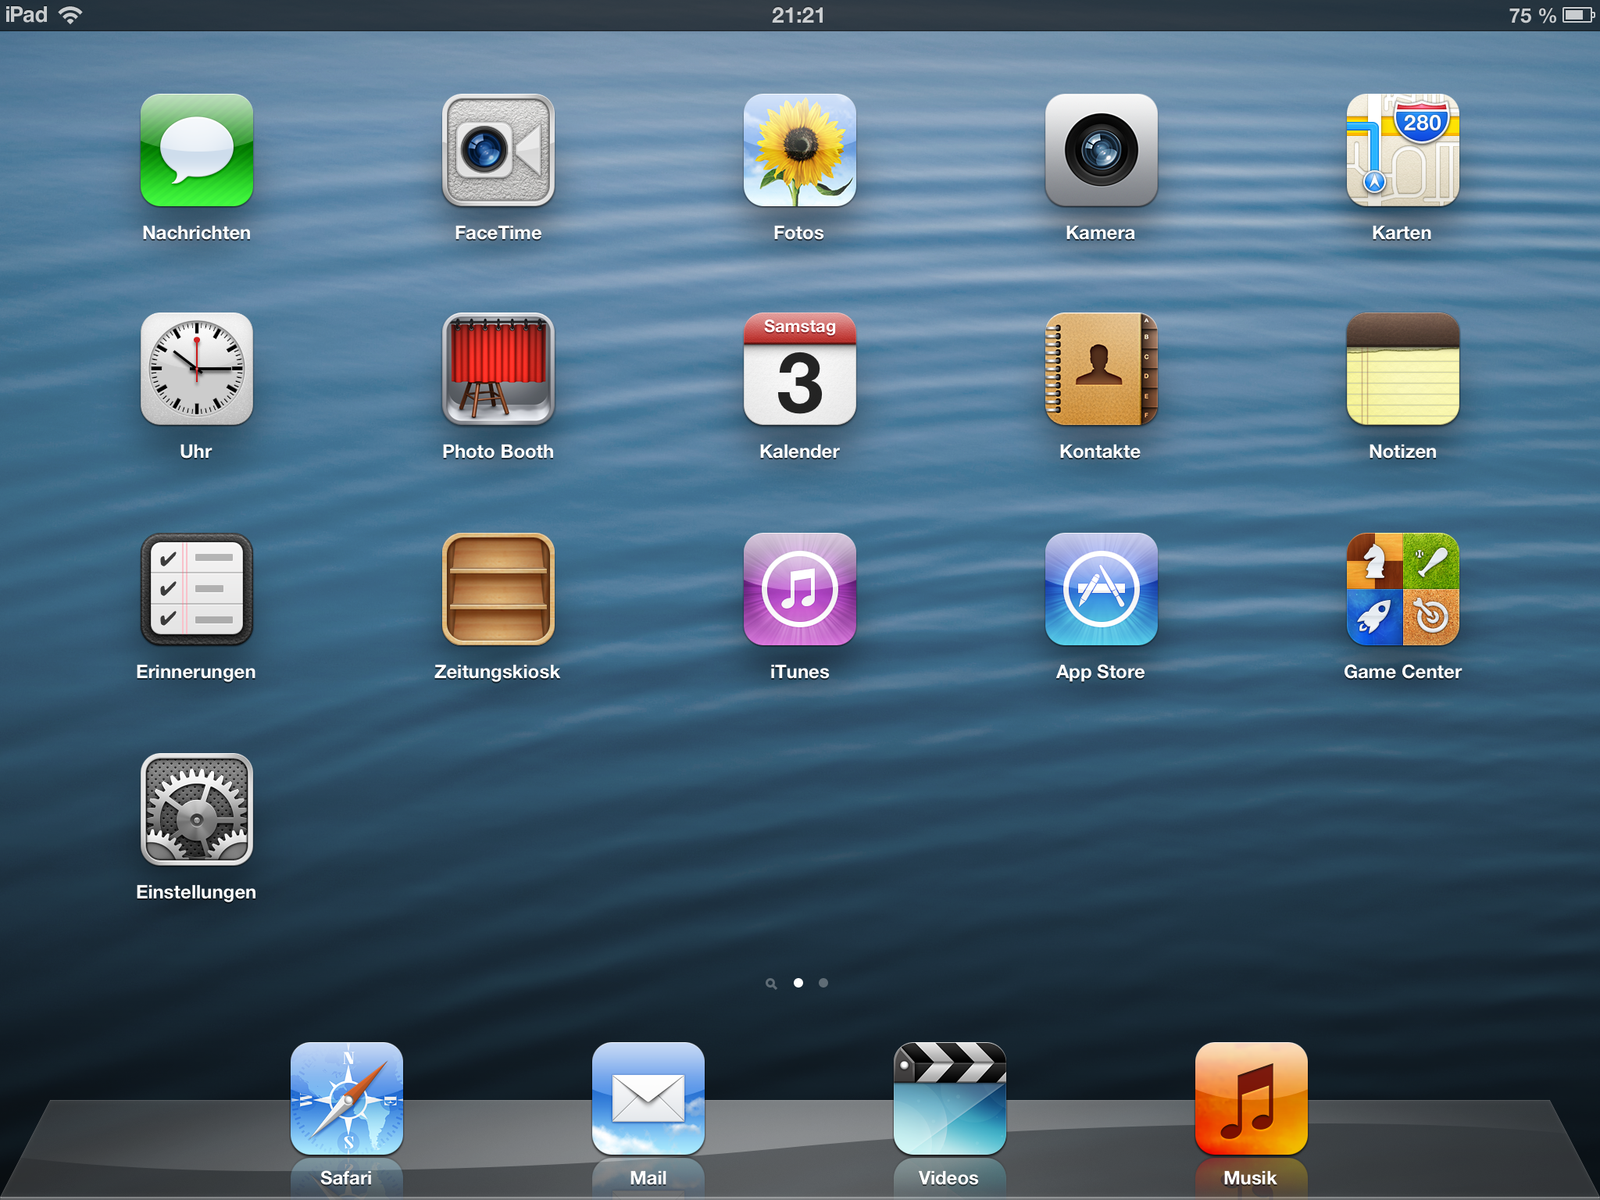 iPad 21:21 75 %
280
Nachrichten FaceTime Fotos Kamera Karten
Samstag
3
A
B
C
D
E
F
Uhr Photo Booth Kalender Kontakte Notizen
Erinnerungen Zeitungskiosk iTunes App Store Game Center
Einstellungen
N
W E
S
Safari Mail Videos Musik